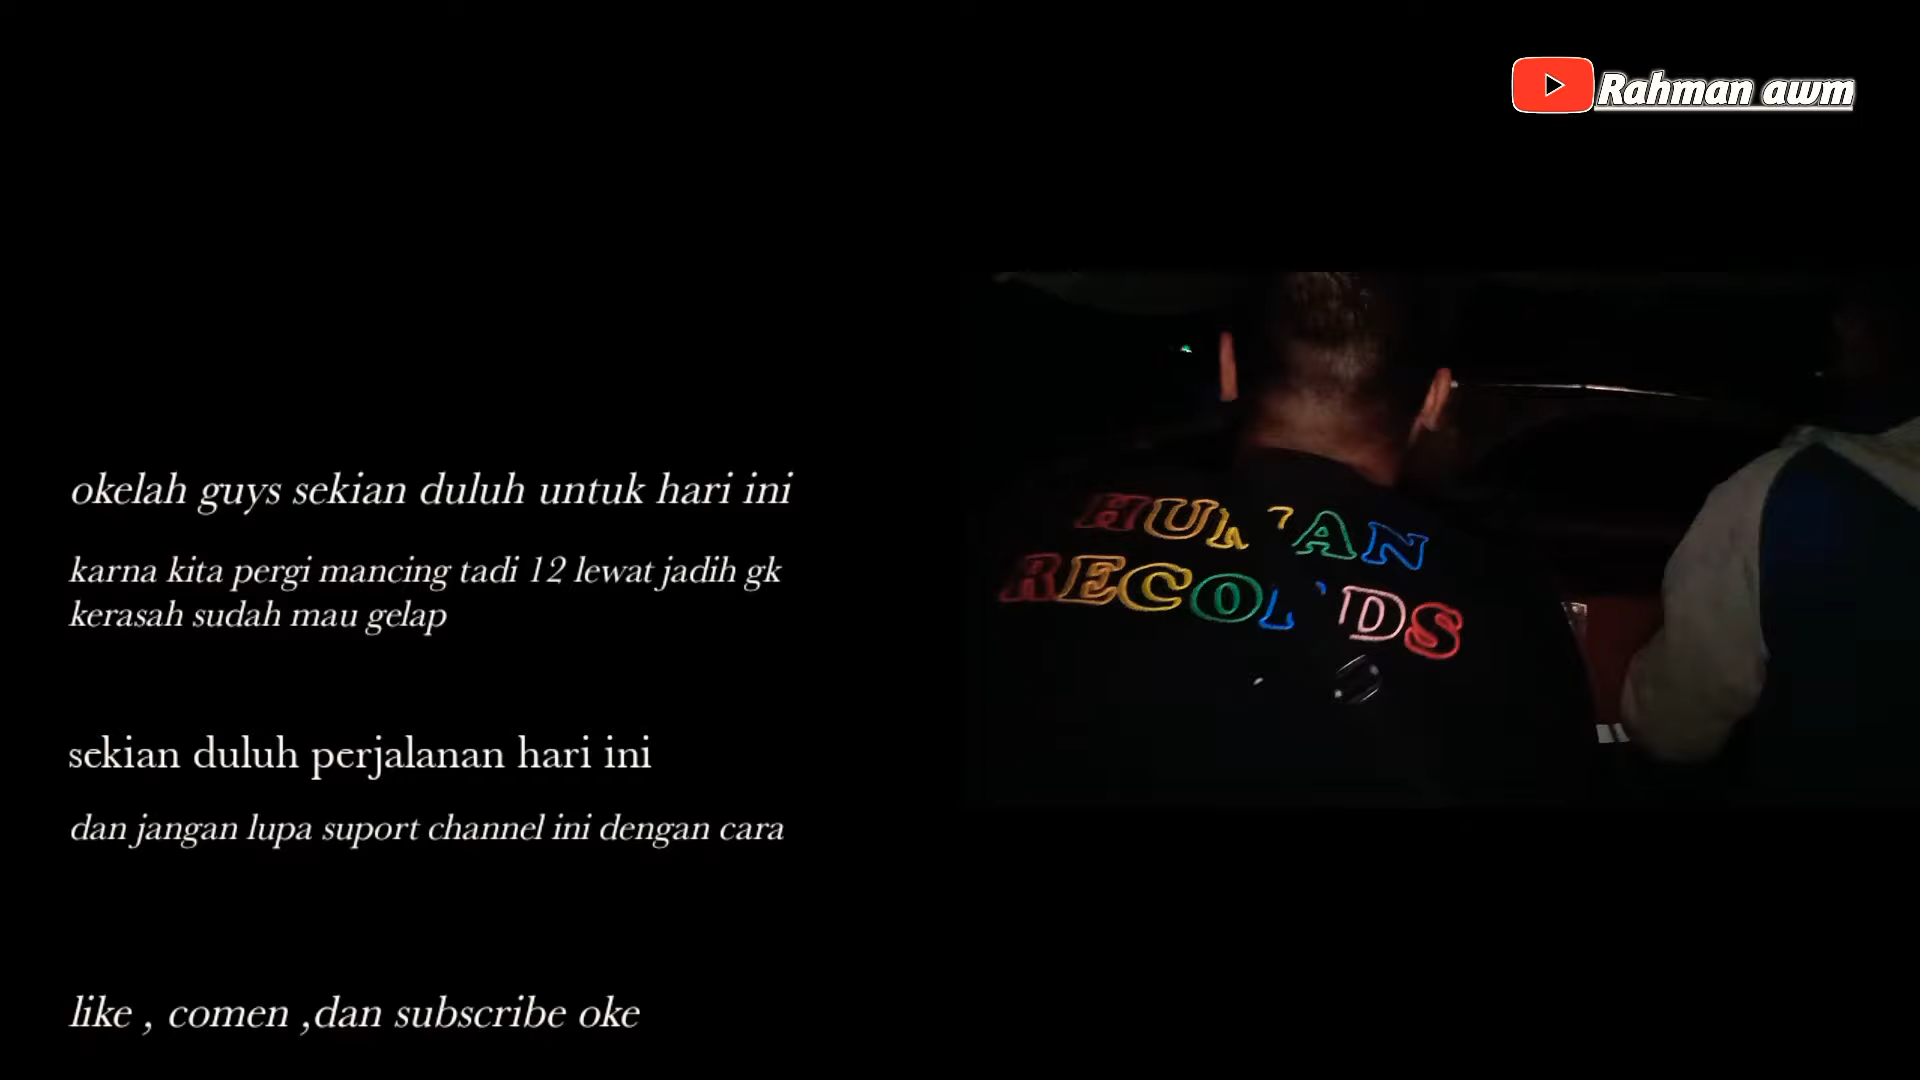 Rahman awm
okelah guys sekian duluh untuk hari ini
karna kita pergi mancing tadi 12 lewat jadih gk
kerasah sudah mau gelap
sekian duluh perjalanan hari ini
dan jangan lupa suport channel ini dengan cara
like , comen ,dan subscribe oke
HUMAN
RECORDS